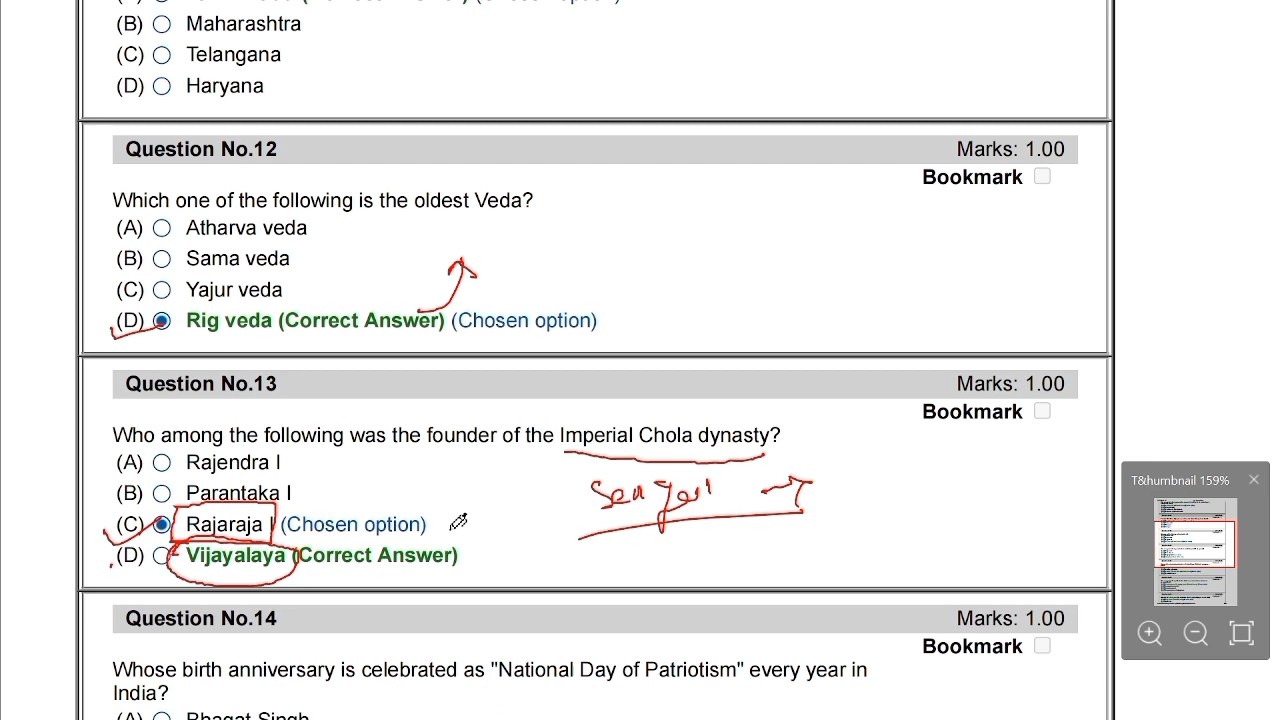 (B) Maharashtra
(C) Telangana
(D) Haryana
Question No.12 Marks: 1.00
Bookmark
Which one of the following is the oldest Veda?
(A) Atharva veda
(B) Sama veda
(C) Yajur veda
(D) Rig veda (Correct Answer) (Chosen option)
Question No.13 Marks: 1.00
Bookmark
Who among the following was the founder of the Imperial Chola dynasty?
(A) Rajendra I
(B) Parantaka I
(C) Rajaraja I (Chosen option)
(D) Vijayalaya (Correct Answer)
Question No.14 Marks: 1.00
Bookmark
Whose birth anniversary is celebrated as "National Day of Patriotism" every year in
India?
(A) Bhagat Singh
T&humbnail 159%